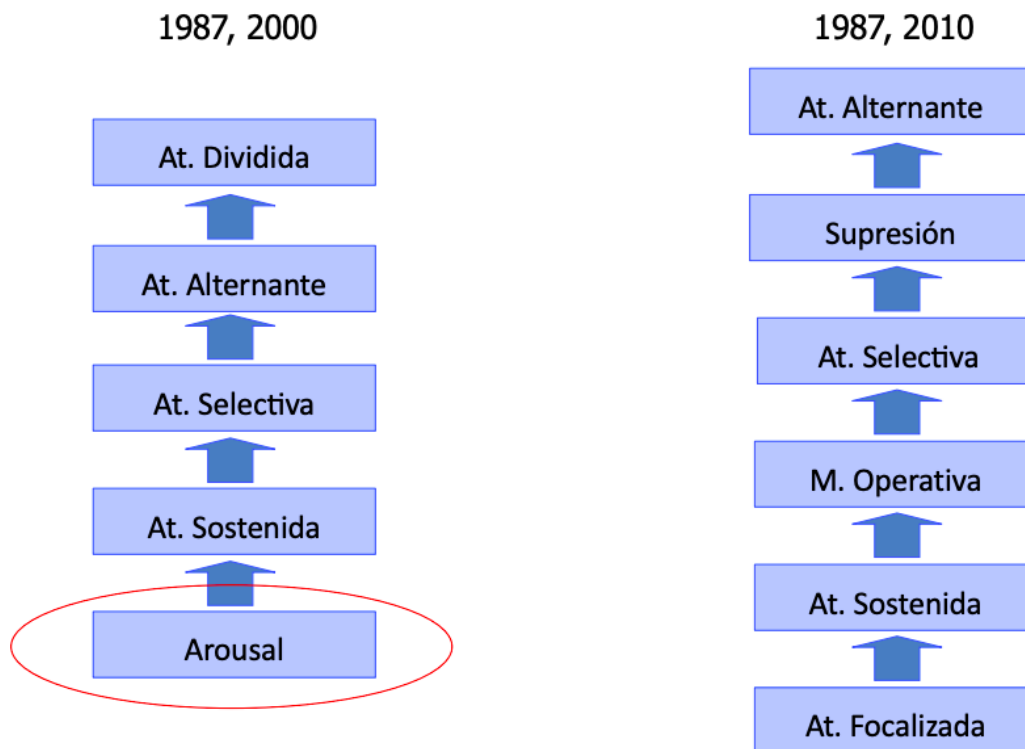 1987, 2000
At. Dividida
At. Alternante
At. Selectiva
At. Sostenida
Arousal
1987, 2010
At. Alternante
Supresión
At. Selectiva
M. Operativa
At. Sostenida
At. Focalizada